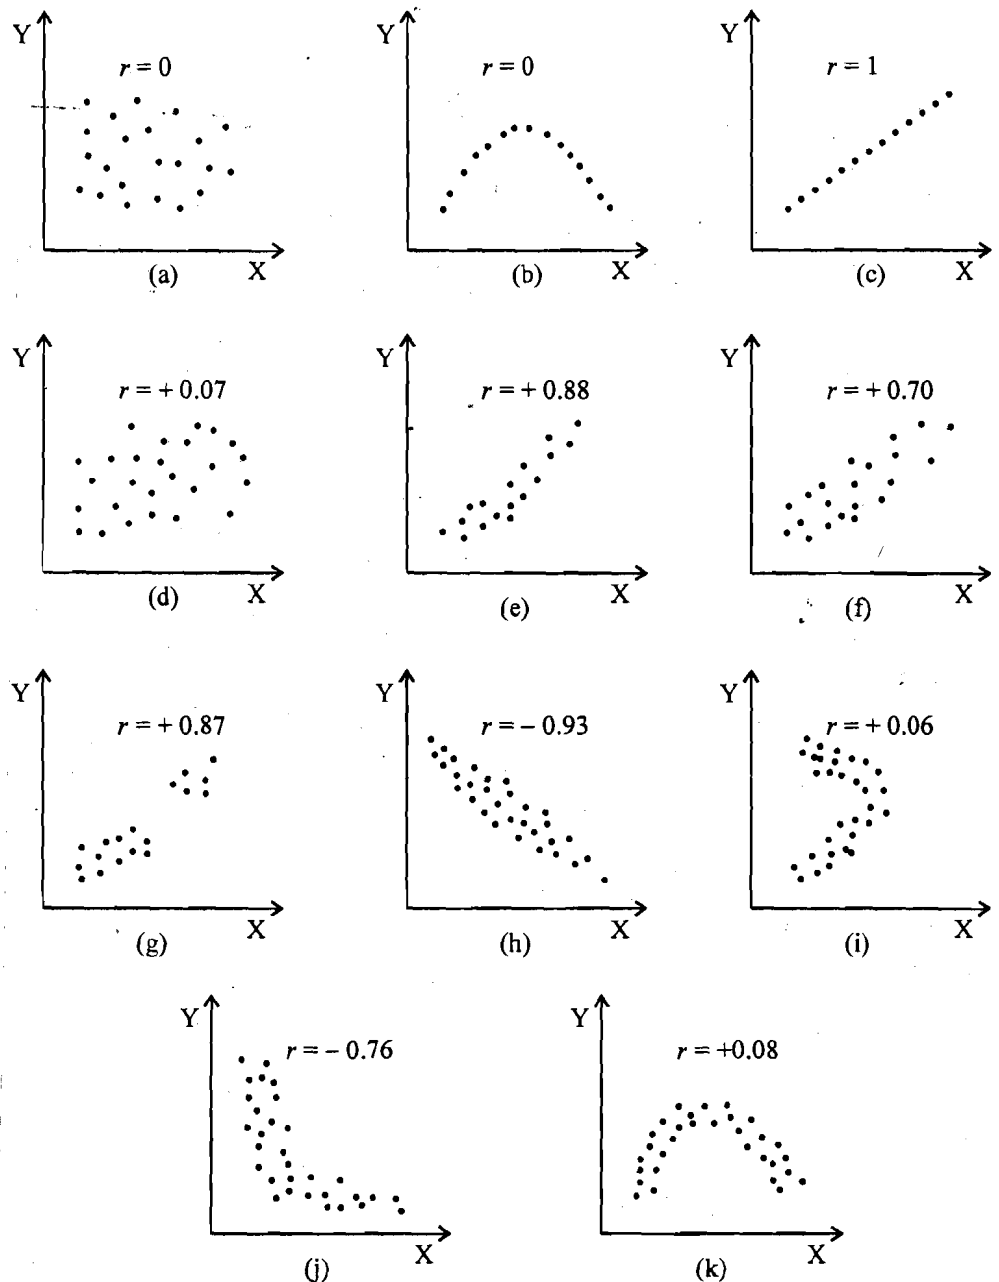 Y
r = 0
X
(a)
Y
r = 0
X
(b)
Y
r = 1
X
(c)
Y
r = + 0.07
X
(d)
Y
r = + 0.88
X
(e)
Y
r = + 0.70
X
(f)
Y
r = + 0.87
X
(g)
Y
r = – 0.93
X
(h)
Y
r = + 0.06
X
(i)
Y
r = – 0.76
X
(j)
Y
r = +0.08
X
(k)